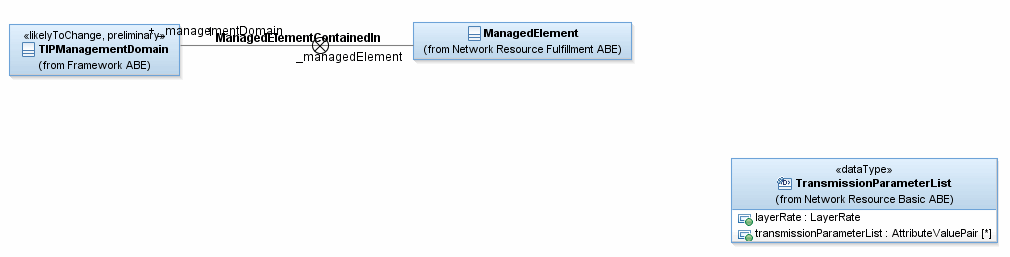 «likelyToChange, preliminary»
TIPManagementDomain
(from Framework ABE)
+ _managementDomain
ManagedElementContainedIn
_managedElement
ManagedElement
(from Network Resource Fulfillment ABE)
«dataType»
TransmissionParameterList
(from Network Resource Basic ABE)
layerRate : LayerRate
transmissionParameterList : AttributeValuePair [*]